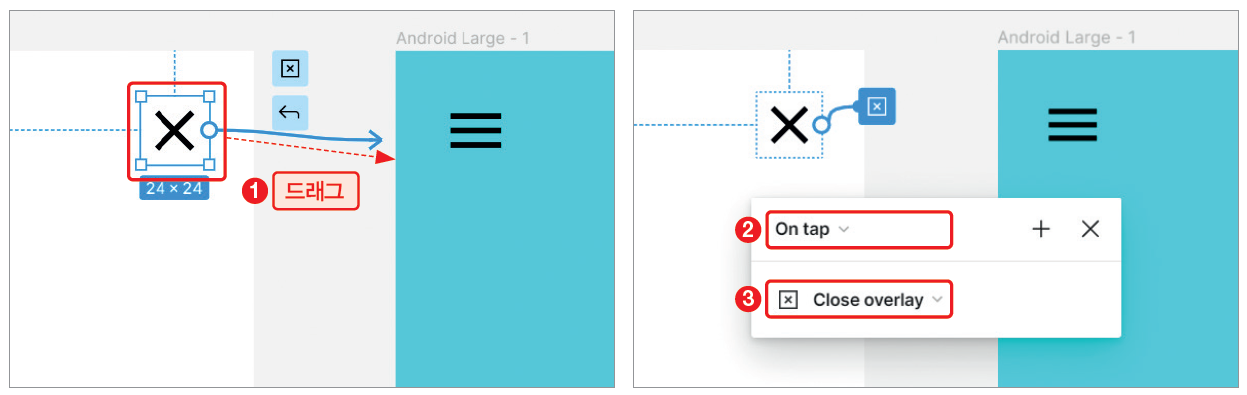 Android Large - 1
24 × 24
1 드래그
Android Large - 1
2 On tap
3 Close overlay